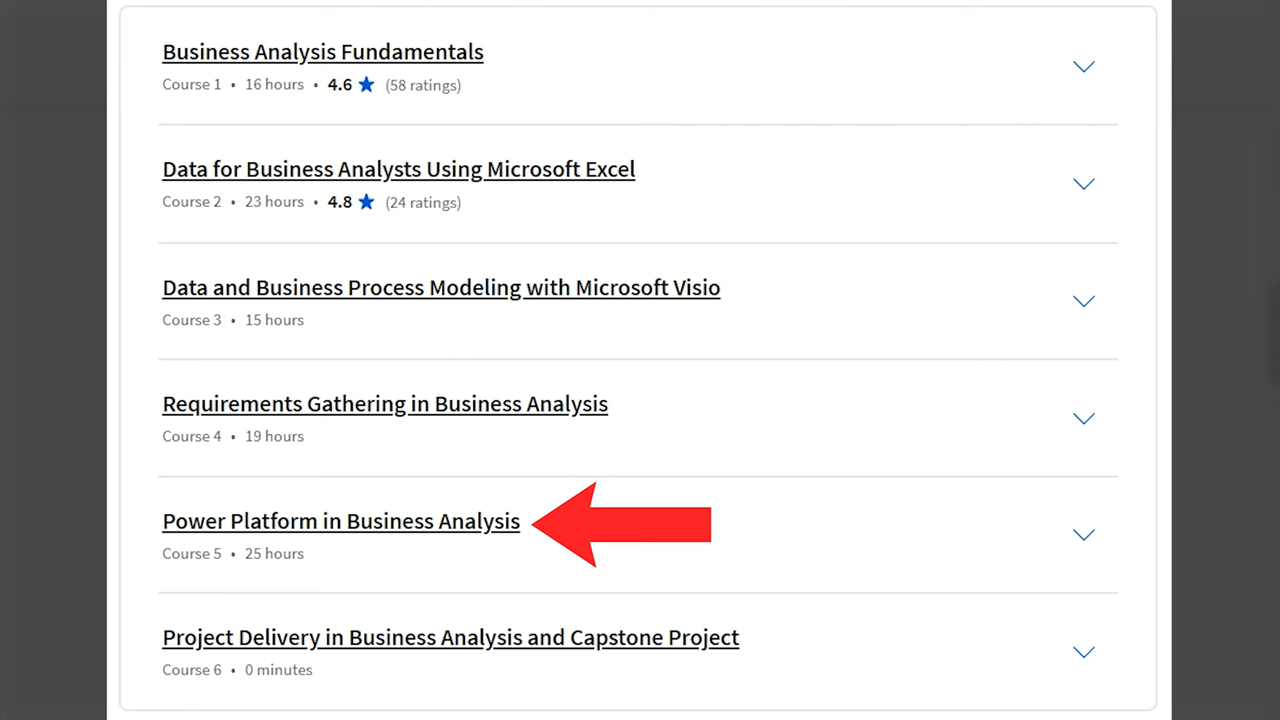 Business Analysis Fundamentals
Course 1 • 16 hours • 4.6 ★ (58 ratings)
Data for Business Analysts Using Microsoft Excel
Course 2 • 23 hours • 4.8 ★ (24 ratings)
Data and Business Process Modeling with Microsoft Visio
Course 3 • 15 hours
Requirements Gathering in Business Analysis
Course 4 • 19 hours
Power Platform in Business Analysis
Course 5 • 25 hours
Project Delivery in Business Analysis and Capstone Project
Course 6 • 0 minutes